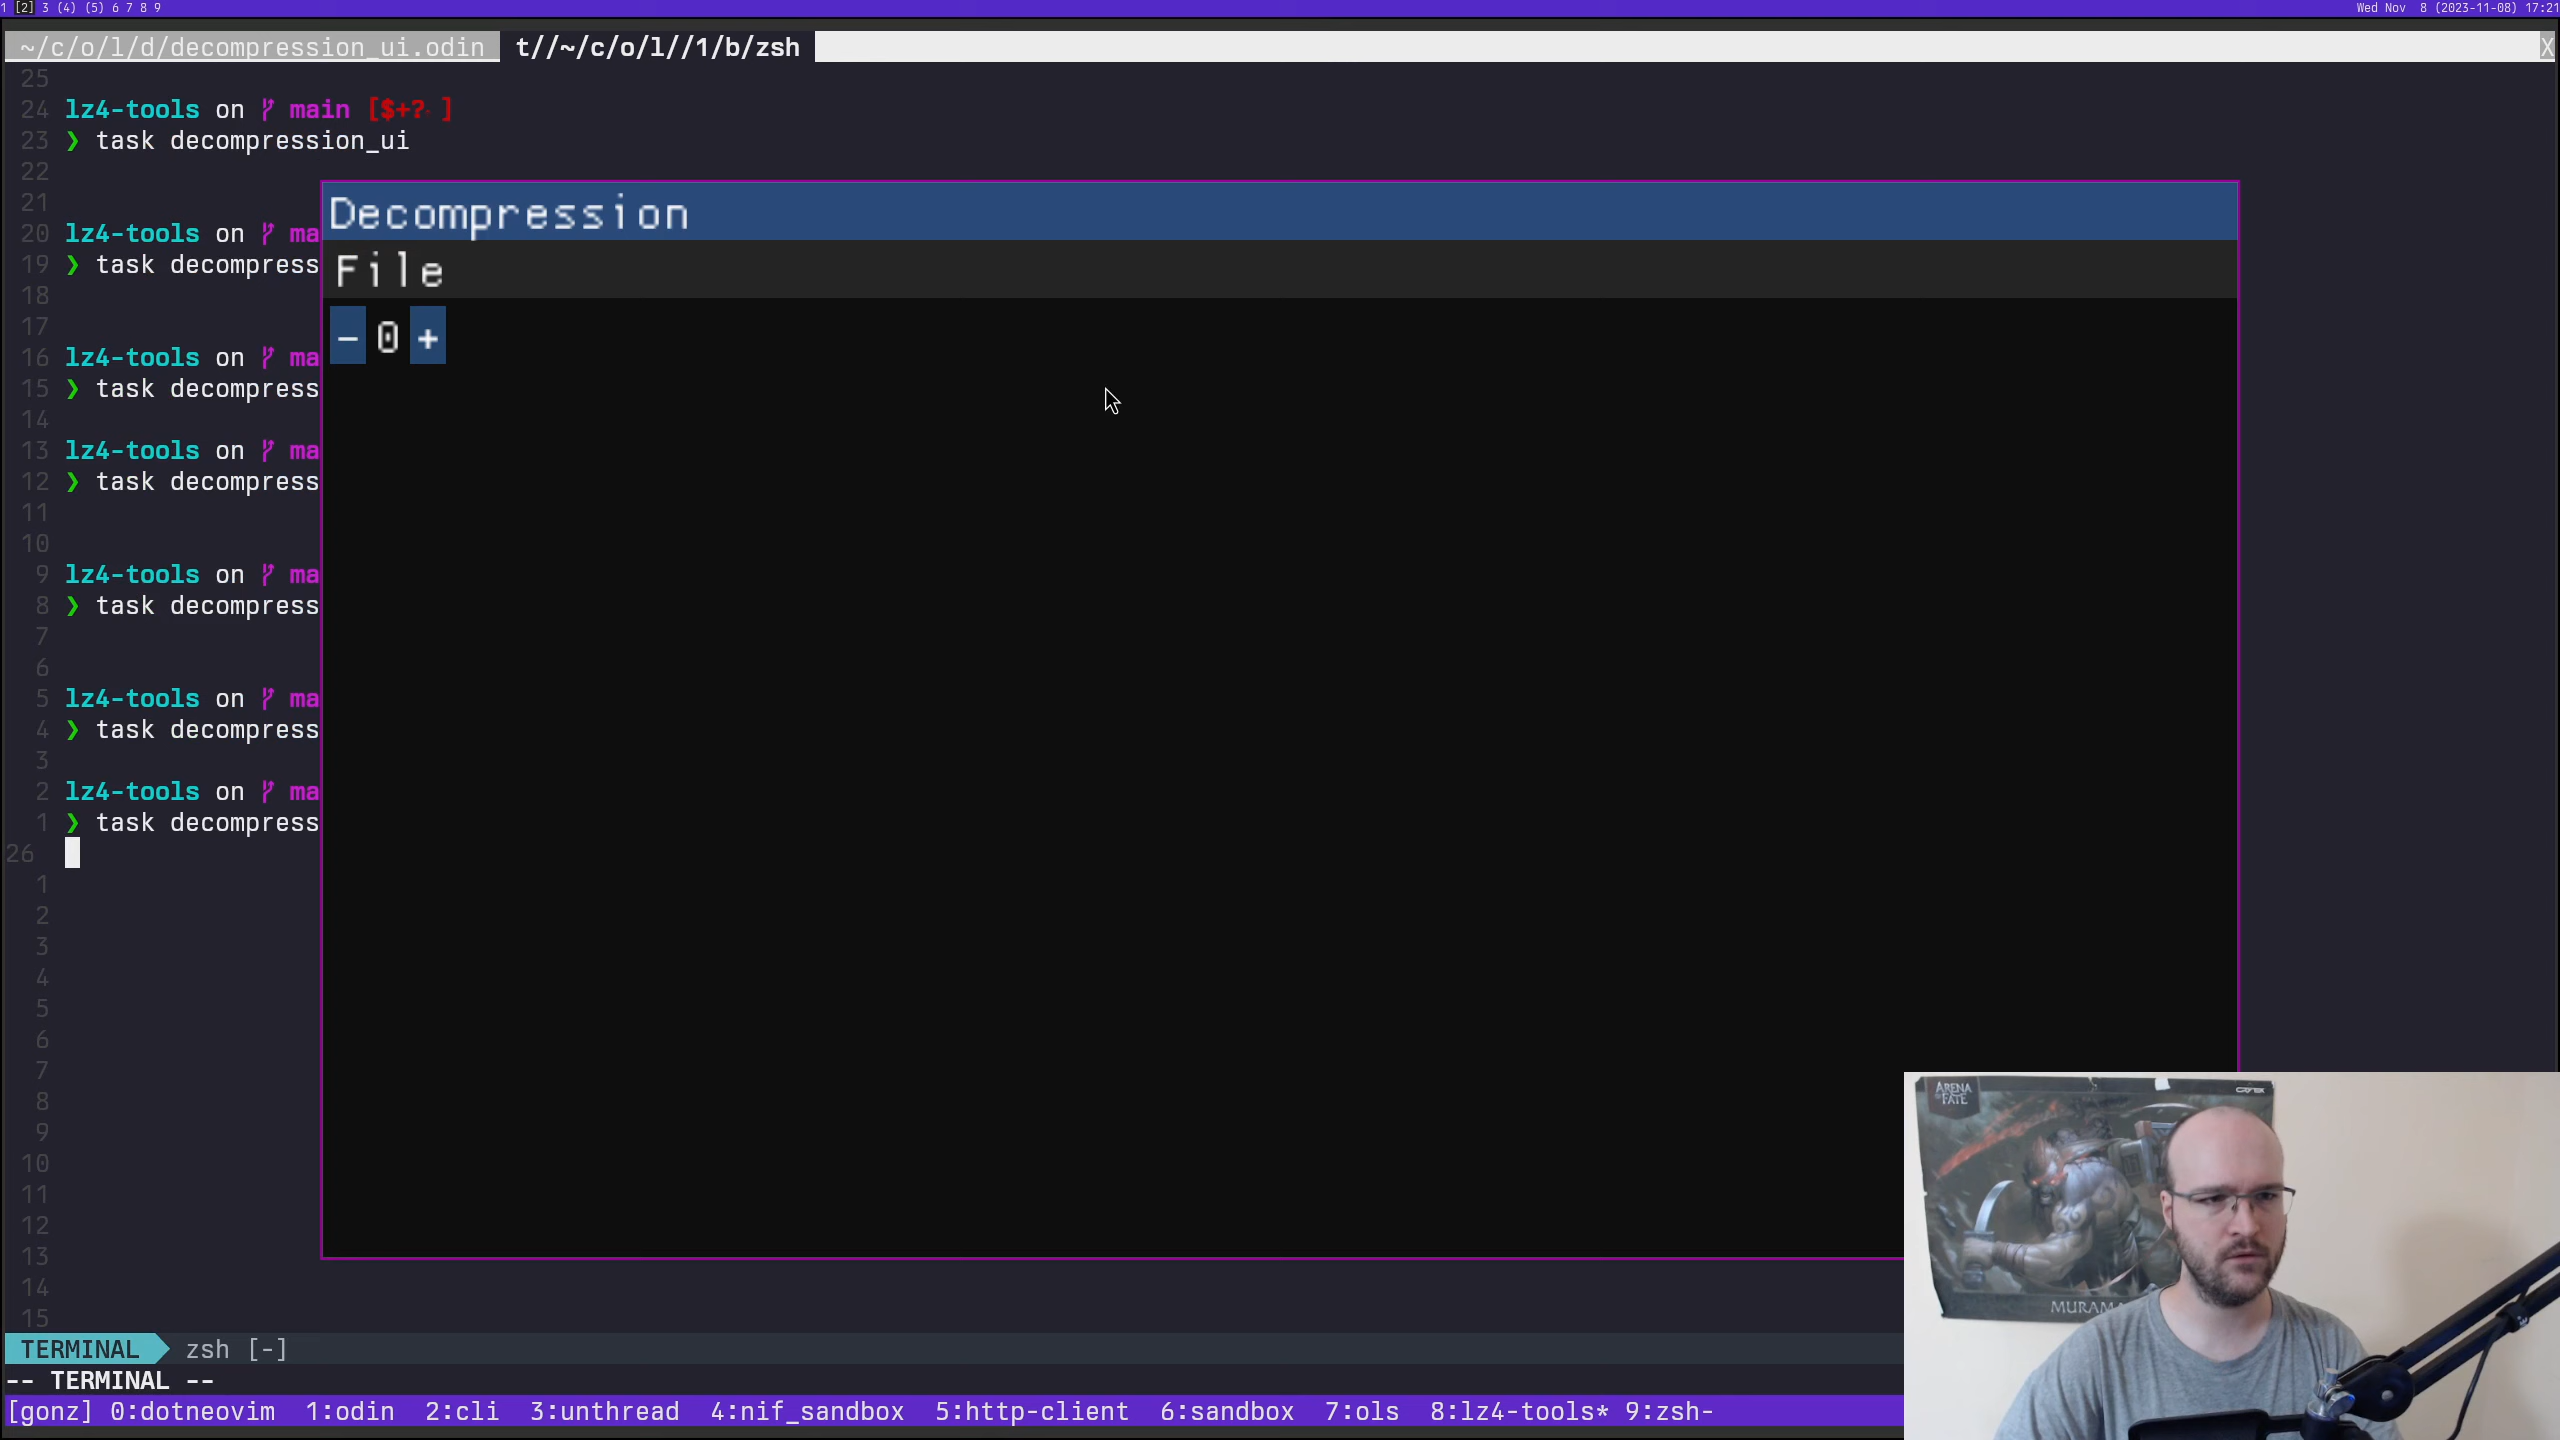 1 [2] 3 (4) (5) 6 7 8 9 Wed Nov 8 (2023-11-08) 17:21
~/c/o/l/d/decompression_ui.odin t//~/c/o/l//1/b/zsh X
25
24 lz4-tools on main [$+? ]
23 ❯ task decompression_ui
22
21
20 lz4-tools on ma
19 ❯ task decompress
18
17
16 lz4-tools on ma
15 ❯ task decompress
14
13 lz4-tools on ma
12 ❯ task decompress
11
10
9 lz4-tools on ma
8 ❯ task decompress
7
6
5 lz4-tools on ma
4 ❯ task decompress
3
2 lz4-tools on ma
1 ❯ task decompress
26
1
2
3
4
5
6
7
8
9
10
11
12
13
14
15
Decompression
File
- 0 +
ARENA
OF FATE
MURAMA
TERMINAL zsh [-]
-- TERMINAL --
[gonz] 0:dotneovim 1:odin 2:cli 3:unthread 4:nif_sandbox 5:http-client 6:sandbox 7:ols 8:lz4-tools* 9:zsh-